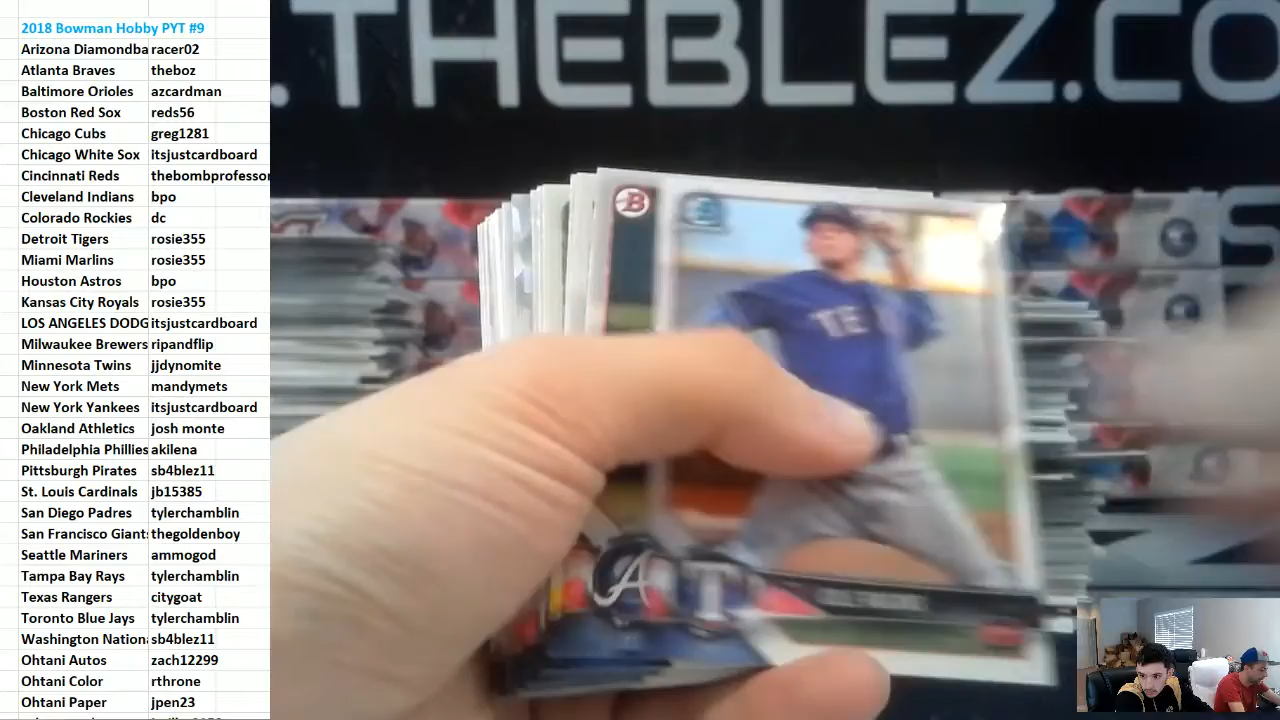 2018 Bowman Hobby PYT #9
Arizona Diamondba racer02
Atlanta Braves theboz
Baltimore Orioles azcardman
Boston Red Sox reds56
Chicago Cubs greg1281
Chicago White Sox itsjustcardboard
Cincinnati Reds thebombprofessor
Cleveland Indians bpo
Colorado Rockies dc
Detroit Tigers rosie355
Miami Marlins rosie355
Houston Astros bpo
Kansas City Royals rosie355
LOS ANGELES DODG itsjustcardboard
Milwaukee Brewers ripandflip
Minnesota Twins jjdynomite
New York Mets mandymets
New York Yankees itsjustcardboard
Oakland Athletics josh monte
Philadelphia Phillies akilena
Pittsburgh Pirates sb4blez11
St. Louis Cardinals jb15385
San Diego Padres tylerchamblin
San Francisco Giants thegoldenboy
Seattle Mariners ammogod
Tampa Bay Rays tylerchamblin
Texas Rangers citygoat
Toronto Blue Jays tylerchamblin
Washington Nation sb4blez11
Ohtani Autos zach12299
Ohtani Color rthrone
Ohtani Paper jpen23
.THEBLEZ.CO
B
TE
A